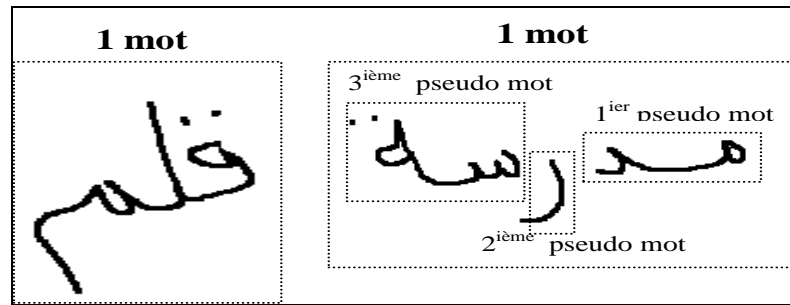 1 mot 1 mot
3ième pseudo mot
1ier pseudo mot
قلم مدرسة
2ième pseudo mot